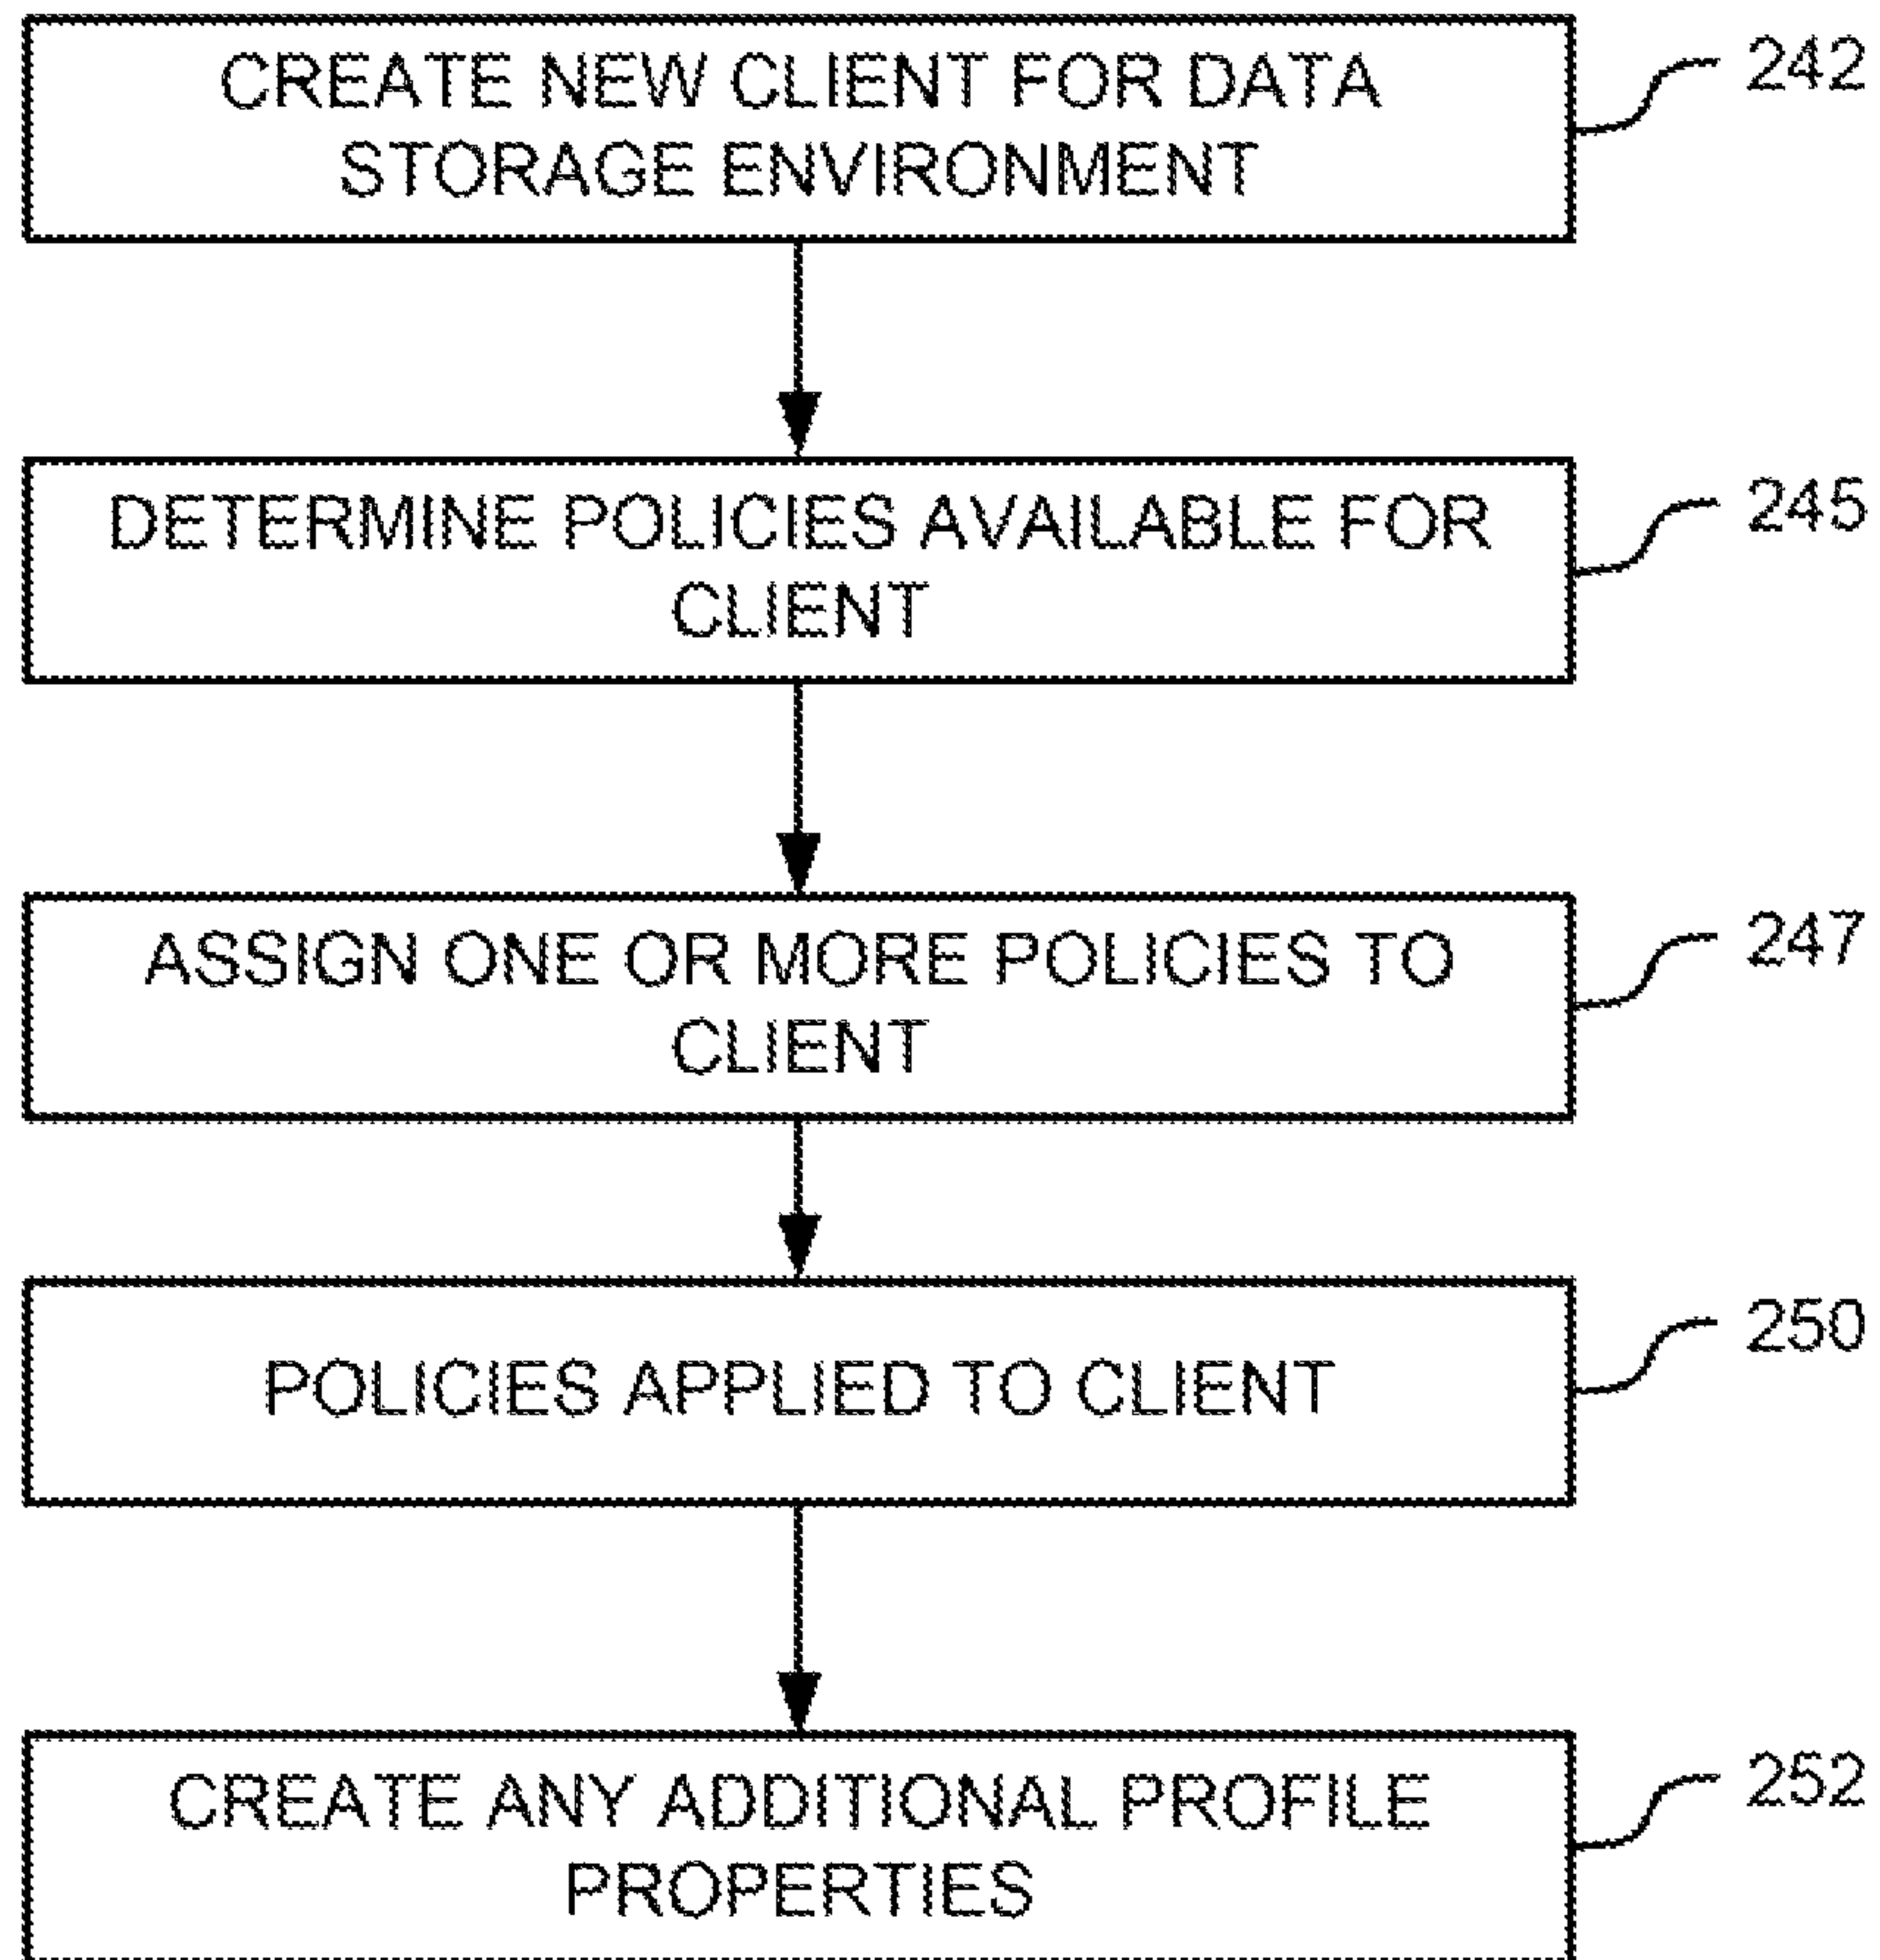 CREATE NEW CLIENT FOR DATA
STORAGE ENVIRONMENT
242
DETERMINE POLICIES AVAILABLE FOR
CLIENT
245
ASSIGN ONE OR MORE POLICIES TO
CLIENT
247
POLICIES APPLIED TO CLIENT
250
CREATE ANY ADDITIONAL PROFILE
PROPERTIES
252